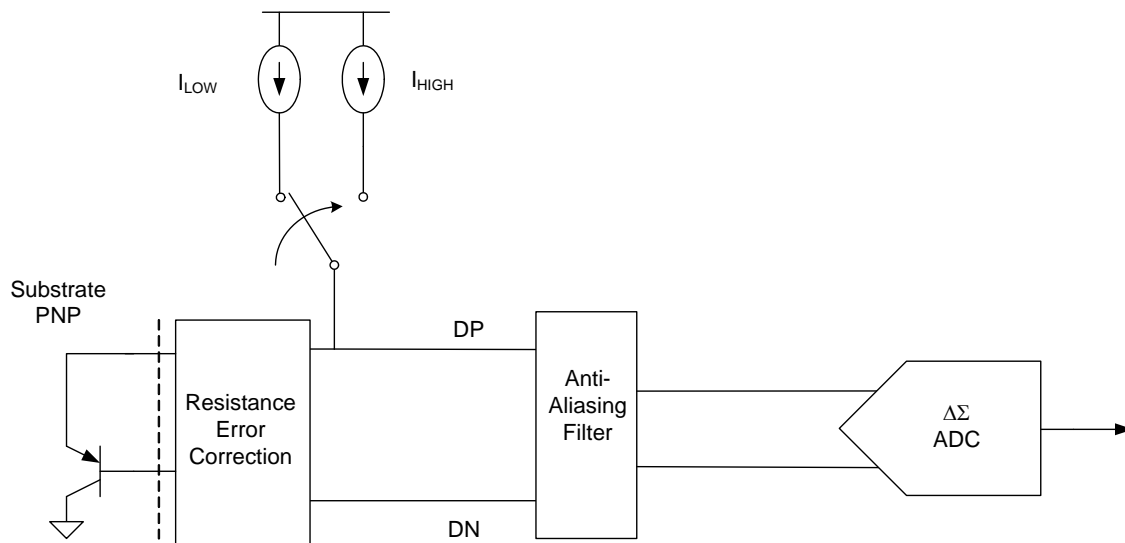 I_LOW
I_HIGH
Substrate
PNP
DP
Resistance
Error
Correction
Anti-
Aliasing
Filter
ΔΣ
ADC
DN